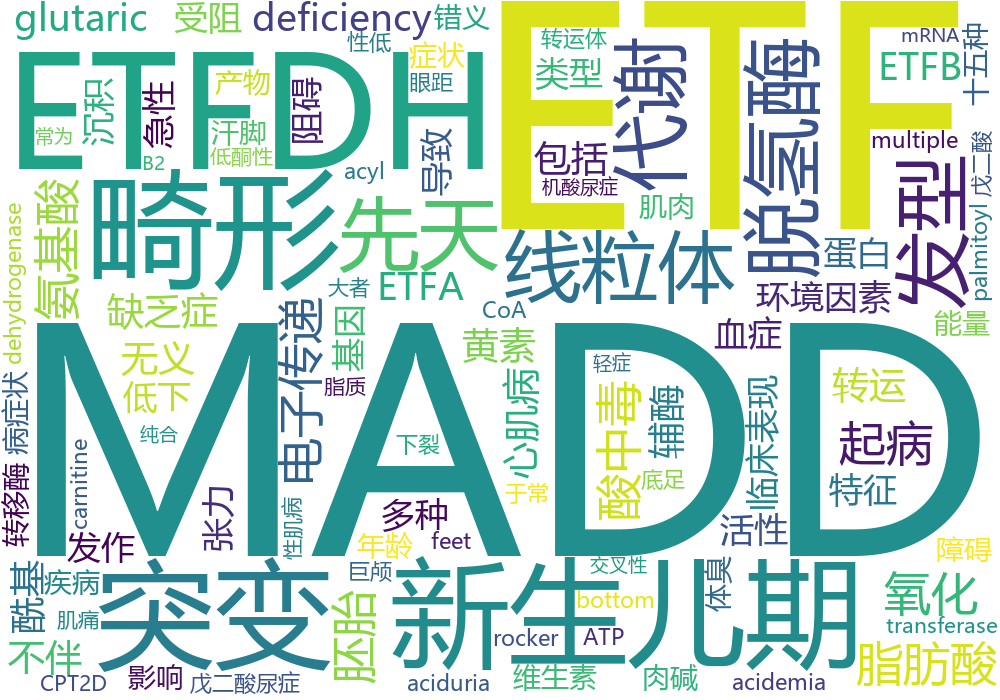 glutaric
受阻
deficiency
错义
ETFDH
ETF
性低
症状
眼距
转运体
类型
代谢
脱氢酶
mRNA
ETFB
十五种
multiple
戊二酸
palmitoyl
沉积
急性
产物
汗脚
低酮性
阻碍
常为
B2
acyl
导致
包括
机酸尿症
肌肉
发型
畸形
先天
线粒体
蛋白
环境因素
能量
氨基酸
dehydrogenase
缺乏症
大者
ETFA
CoA
血症
电子传递
基因
黄素
无义
低下
脂质
轻症
转运
病症状
MADD
心肌病
酸中毒
辅酶
临床表现
起病
纯合
下裂
carnitine
底足
特征
转移酶
张力
多种
性肌病
于常
活性
发作
年龄
feet
障碍
酰基
疾病
突变
巨颅
新生儿期
交叉性
体臭
氧化
肌痛
胚胎
bottom
transferase
rocker
ATP
不伴
影响
脂肪酸
CPT2D
戊二酸尿症
aciduria
维生素
肉碱
acidemia